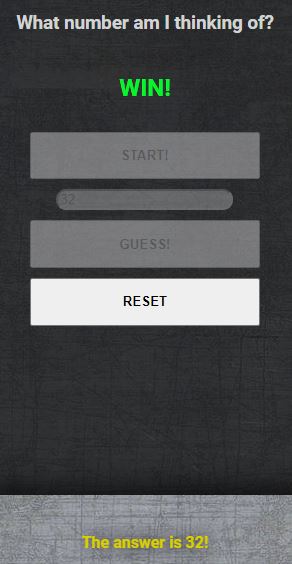 What number am I thinking of?
WIN!
START!
32
GUESS!
RESET
The answer is 32!